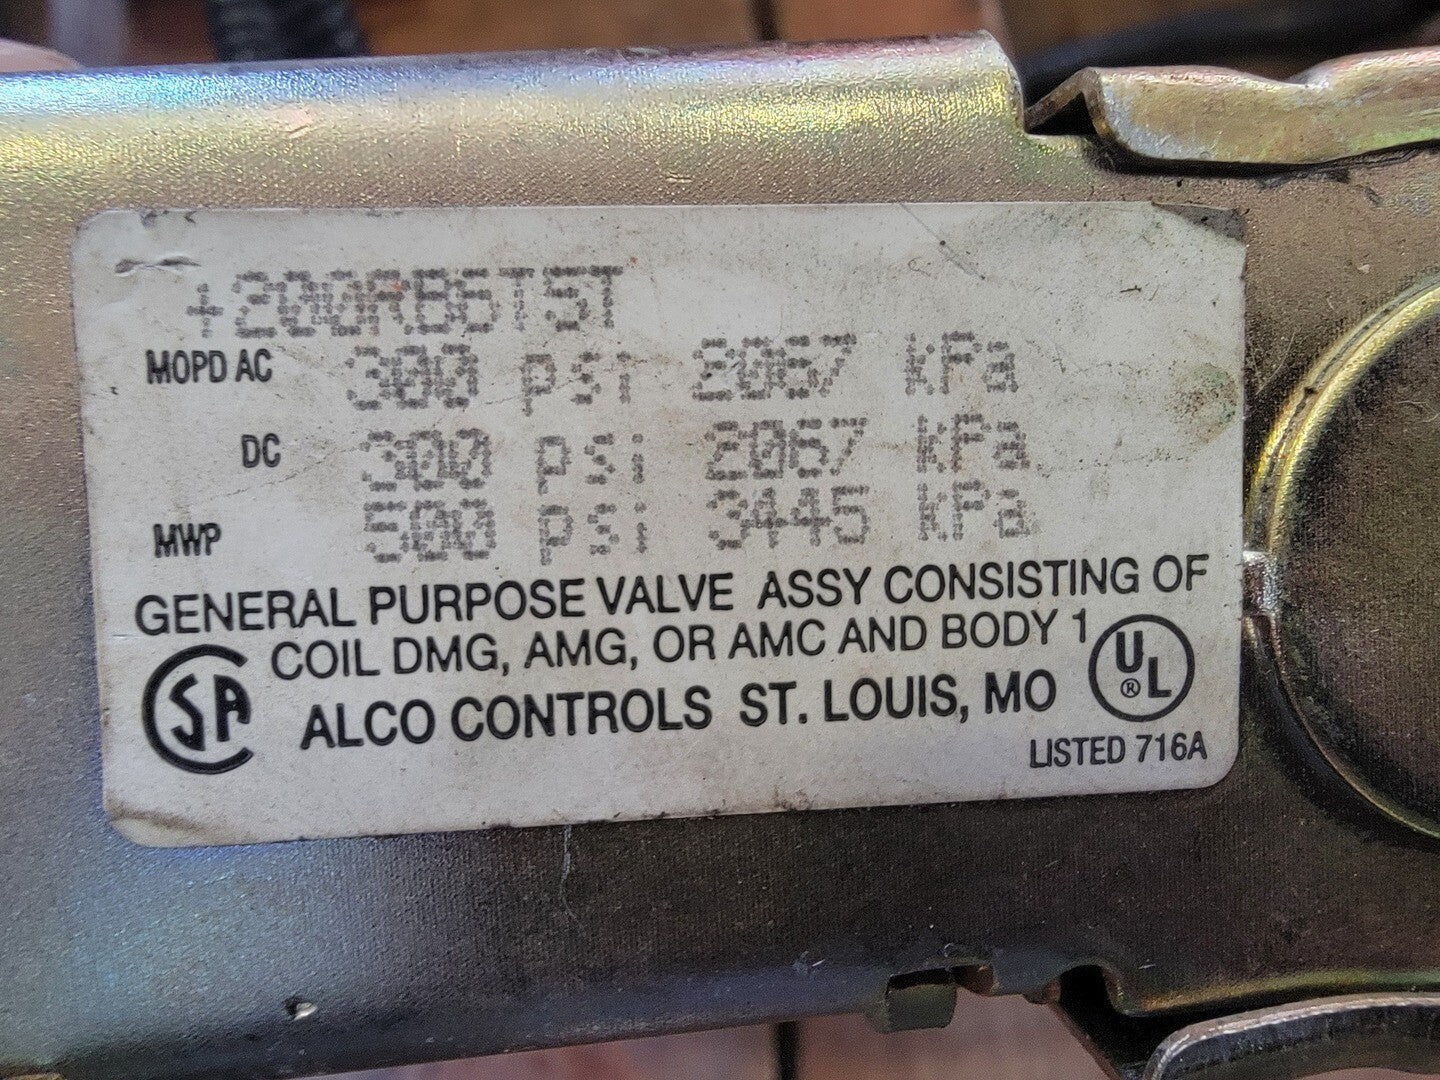 +200RB6T5T
MOPD AC 300 psi 2067 KPa
DC 300 psi 2067 KPa
MWP 500 psi 3445 KPa
GENERAL PURPOSE VALVE ASSY CONSISTING OF
COIL DMG, AMG, OR AMC AND BODY 1
SA ALCO CONTROLS ST. LOUIS, MO UL ®
LISTED 716A